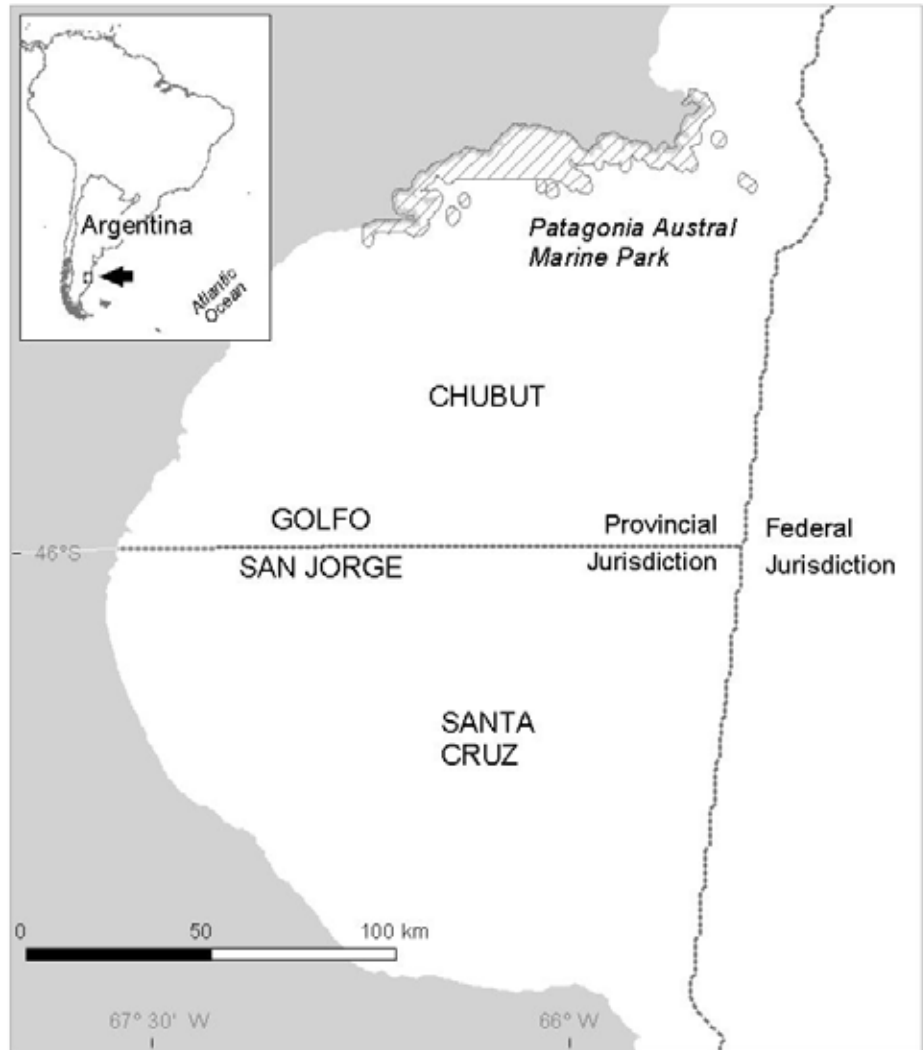 Argentina
Atlantic
Ocean
Patagonia Austral
Marine Park
CHUBUT
GOLFO
SAN JORGE
Provincial
Jurisdiction
Federal
Jurisdiction
46°S
SANTA
CRUZ
0 50 100 km
67° 30' W 66° W